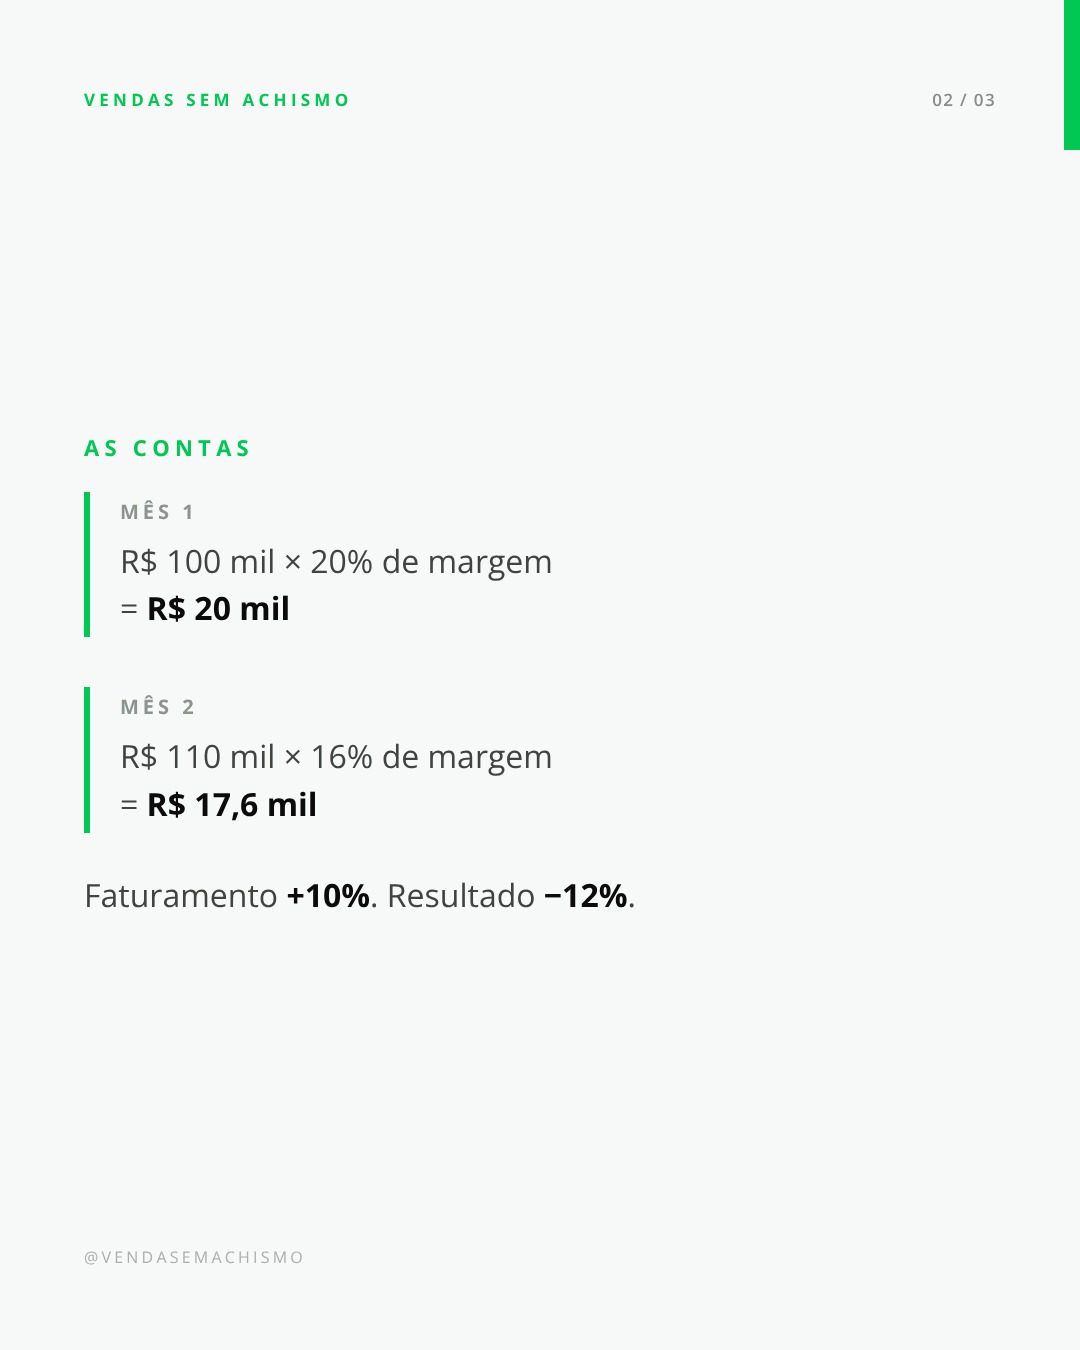 VENDAS SEM ACHISMO
02 / 03
AS CONTAS
MÊS 1
R$ 100 mil × 20% de margem
= R$ 20 mil
MÊS 2
R$ 110 mil × 16% de margem
= R$ 17,6 mil
Faturamento +10%. Resultado −12%.
@VENDASEMACHISMO